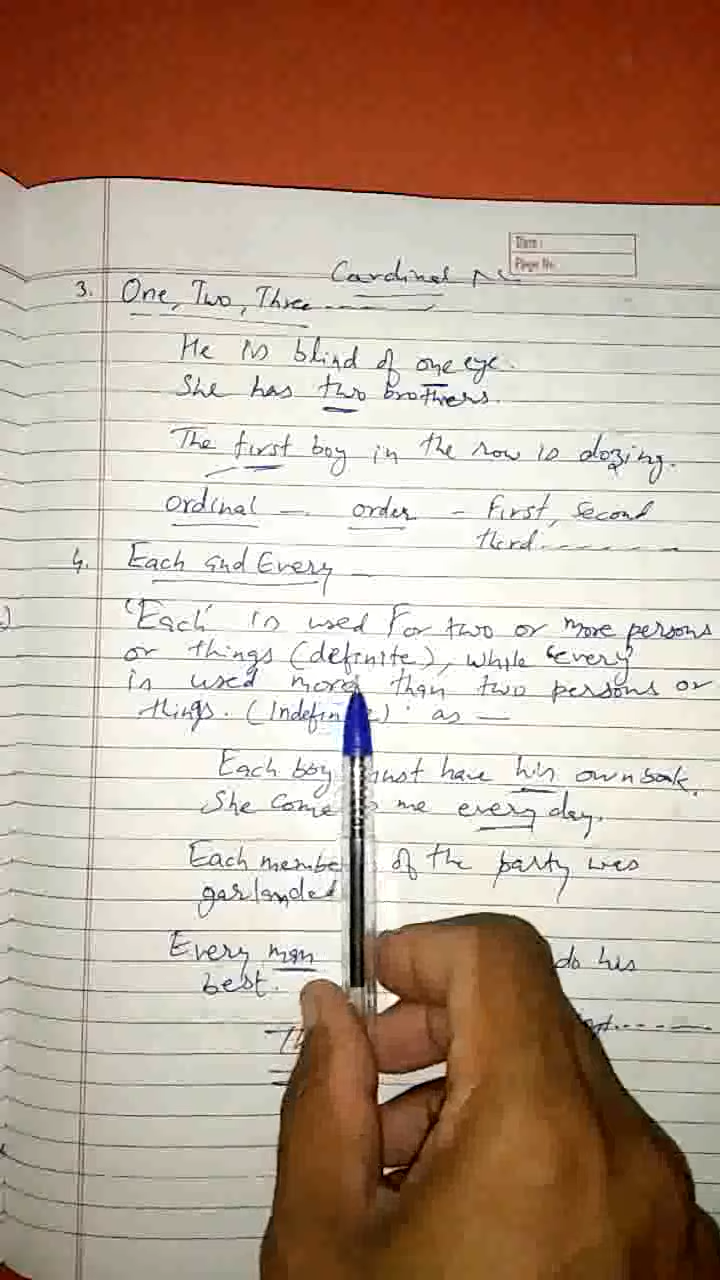 Date :
Page No.
Cardinal
3. One, Two, Three -----
He is blind of one eye.
She has two brothers.
The first boy in the row is dozing.
ordinal - order - First, Second
third -----
4. Each and Every
'Each' is used For two or more persons
or things (definite), while 'every
is used more than two persons or
things. (Indefin e) as —
Each boy must have his own book.
She come to me every day.
Each member of the party was
garlanded
Every man do his
best.